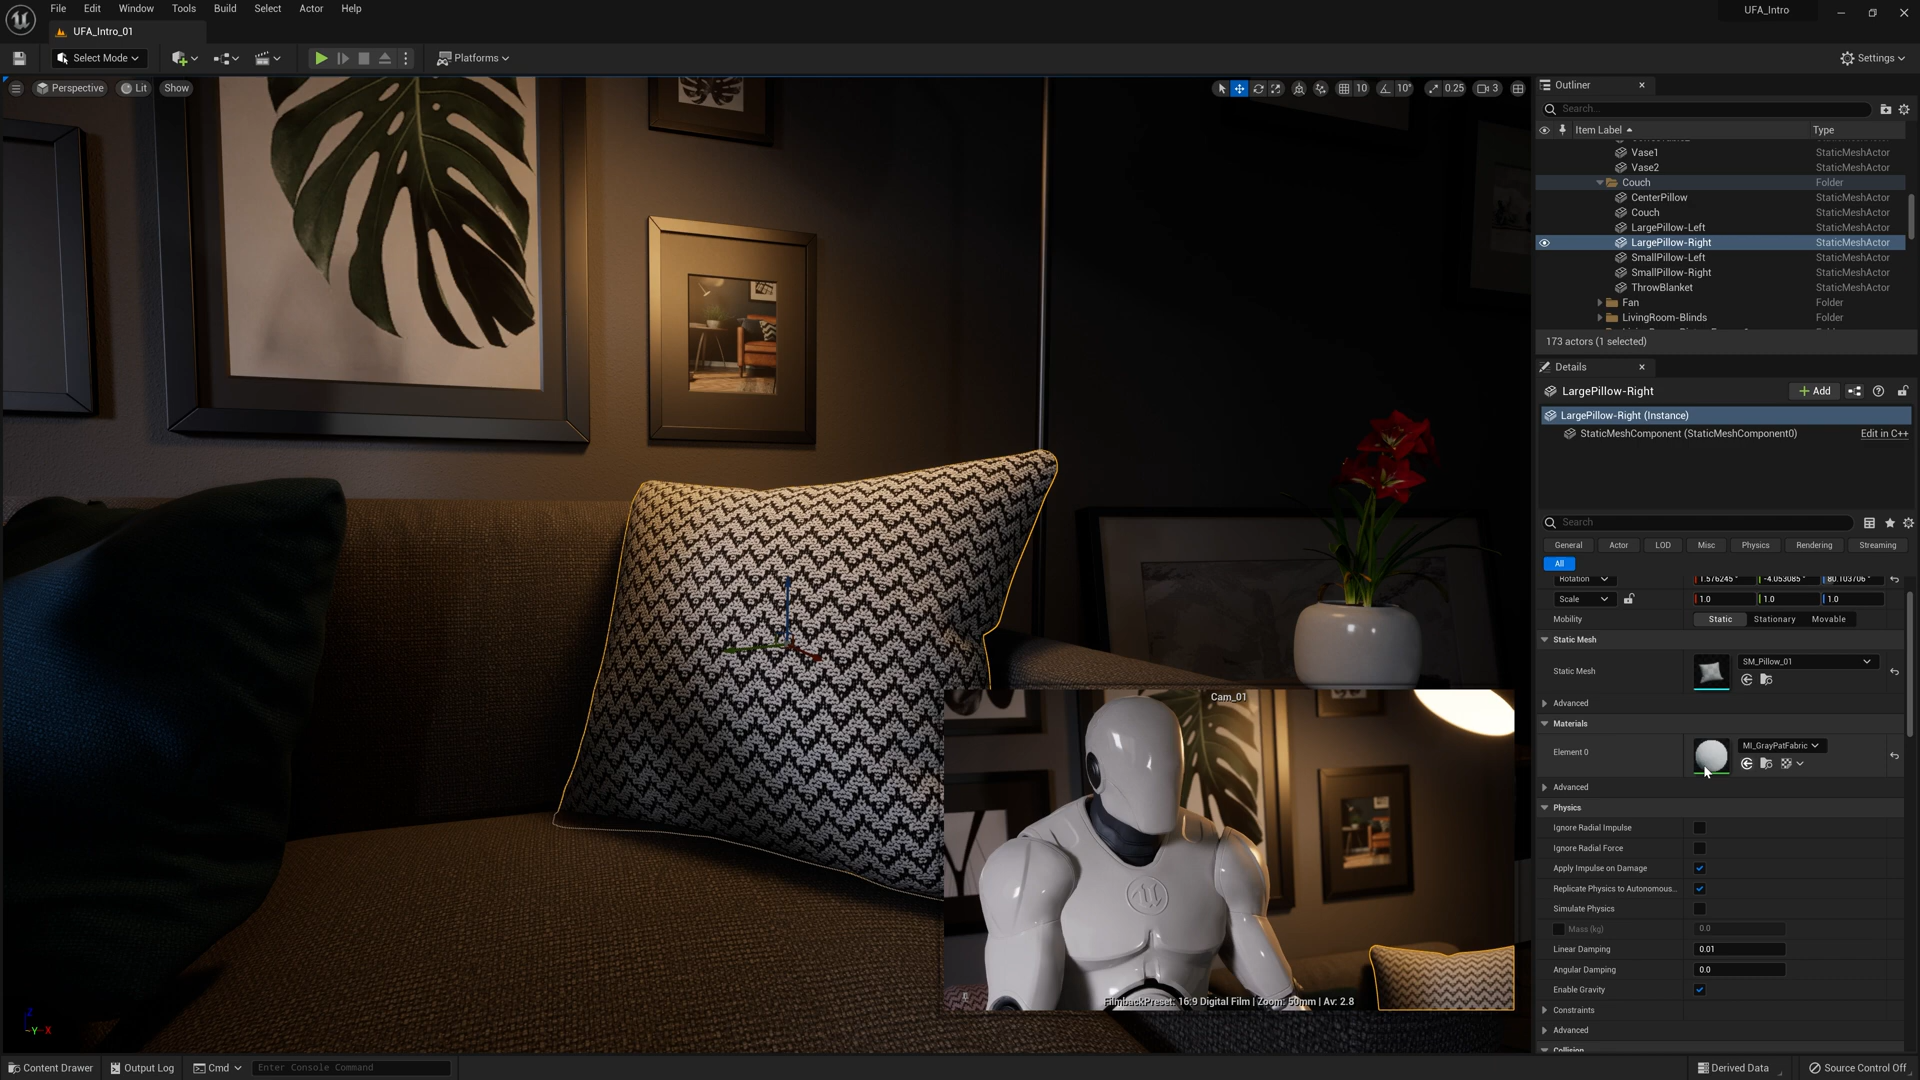 File Edit Window Tools Build Select Actor Help
UFA_Intro
UFA_Intro_01
Select Mode
Platforms
Settings
Perspective Lit Show
10 10° 0.25 3
Outliner
Search...
Item Label Type
Vase1 StaticMeshActor
Vase2 StaticMeshActor
Couch Folder
CenterPillow StaticMeshActor
Couch StaticMeshActor
LargePillow-Left StaticMeshActor
LargePillow-Right StaticMeshActor
SmallPillow-Left StaticMeshActor
SmallPillow-Right StaticMeshActor
ThrowBlanket StaticMeshActor
Fan Folder
LivingRoom-Blinds Folder
173 actors (1 selected)
Details
LargePillow-Right
Add
LargePillow-Right (Instance)
StaticMeshComponent (StaticMeshComponent0) Edit in C++
Search
General Actor LOD Misc Physics Rendering Streaming
All
Rotation 1.576245 ° -4.053085 ° 80.103706 °
Scale 1.0 1.0 1.0
Mobility Static Stationary Movable
Static Mesh
Static Mesh SM_Pillow_01
Advanced
Materials
Element 0 MI_GrayPatFabric
Advanced
Physics
Ignore Radial Impulse
Ignore Radial Force
Apply Impulse on Damage
Replicate Physics to Autonomous...
Simulate Physics
Mass (kg) 0.0
Linear Damping 0.01
Angular Damping 0.0
Enable Gravity
Constraints
Advanced
Collision
Cam_01
FilmbackPreset: 16:9 Digital Film | Zoom: 50mm | Av: 2.8
Z
Y X
Content Drawer Output Log Cmd Enter Console Command
Derived Data Source Control Off